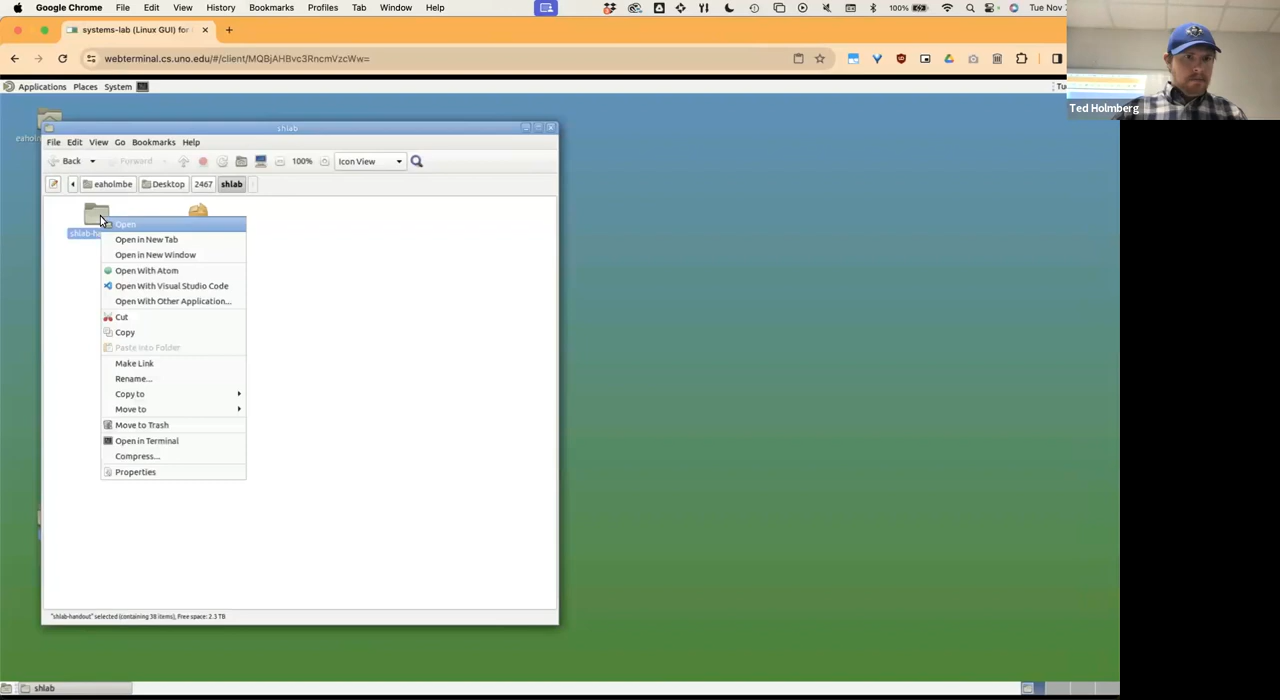 Google Chrome File Edit View History Bookmarks Profiles Tab Window Help 100% Tue Nov
systems-lab (Linux GUI) for
webterminal.cs.uno.edu/#/client/MQBjAHBvc3RncmVzcWw=
Applications Places System
Ted Holmberg
shlab
File Edit View Go Bookmarks Help
Back Forward 100% Icon View
eaholmbe Desktop 2467 shlab
Open
Open in New Tab
Open in New Window
Open With Atom
Open With Visual Studio Code
Open With Other Application...
Cut
Copy
Paste Into Folder
Make Link
Rename...
Copy to
Move to
Move to Trash
Open in Terminal
Compress...
Properties
"shlab-handout" selected (containing 38 items), Free space: 2.3 TB
shlab